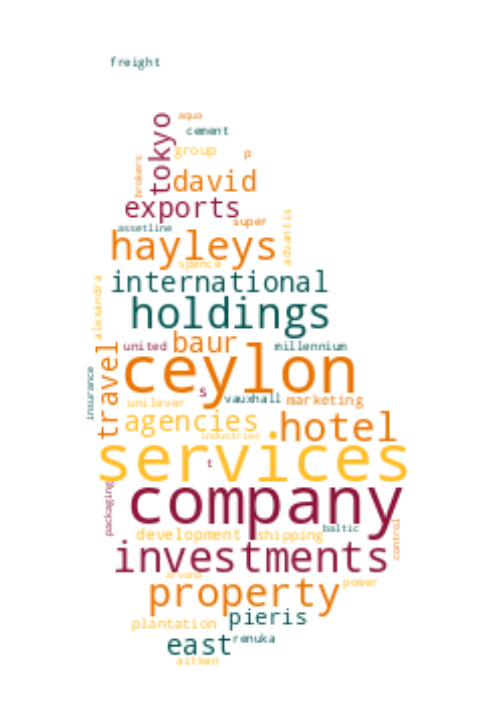 freight
aqua
tokyo
cement
group
p
brokers
david
exports
super
assetline
advantis
hayleys
spence
international
alexandra
holdings
baur
united
millennium
travel
ceylon
insurance
s
vauxhall
marketing
unilever
agencies
hotel
industries
services
t
company
packaging
baltic
development
shipping
control
investments
arvana
power
property
pieris
plantation
east
renuka
aitken